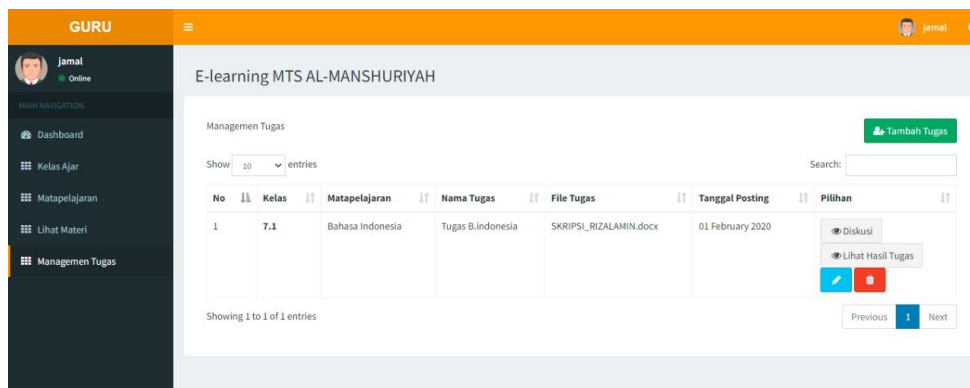 GURU
jamal
jamal
Online
E-learning MTS AL-MANSHURIYAH
MAIN NAVIGATION
Dashboard
Kelas Ajar
Matapelajaran
Lihat Materi
Managemen Tugas
Managemen Tugas
Tambah Tugas
Show 10 entries
Search:
No Kelas Matapelajaran Nama Tugas File Tugas Tanggal Posting Pilihan
1 7.1 Bahasa Indonesia Tugas B.indonesia SKRIPSI_RIZALAMIN.docx 01 February 2020 Diskusi
Lihat Hasil Tugas
Showing 1 to 1 of 1 entries
Previous 1 Next